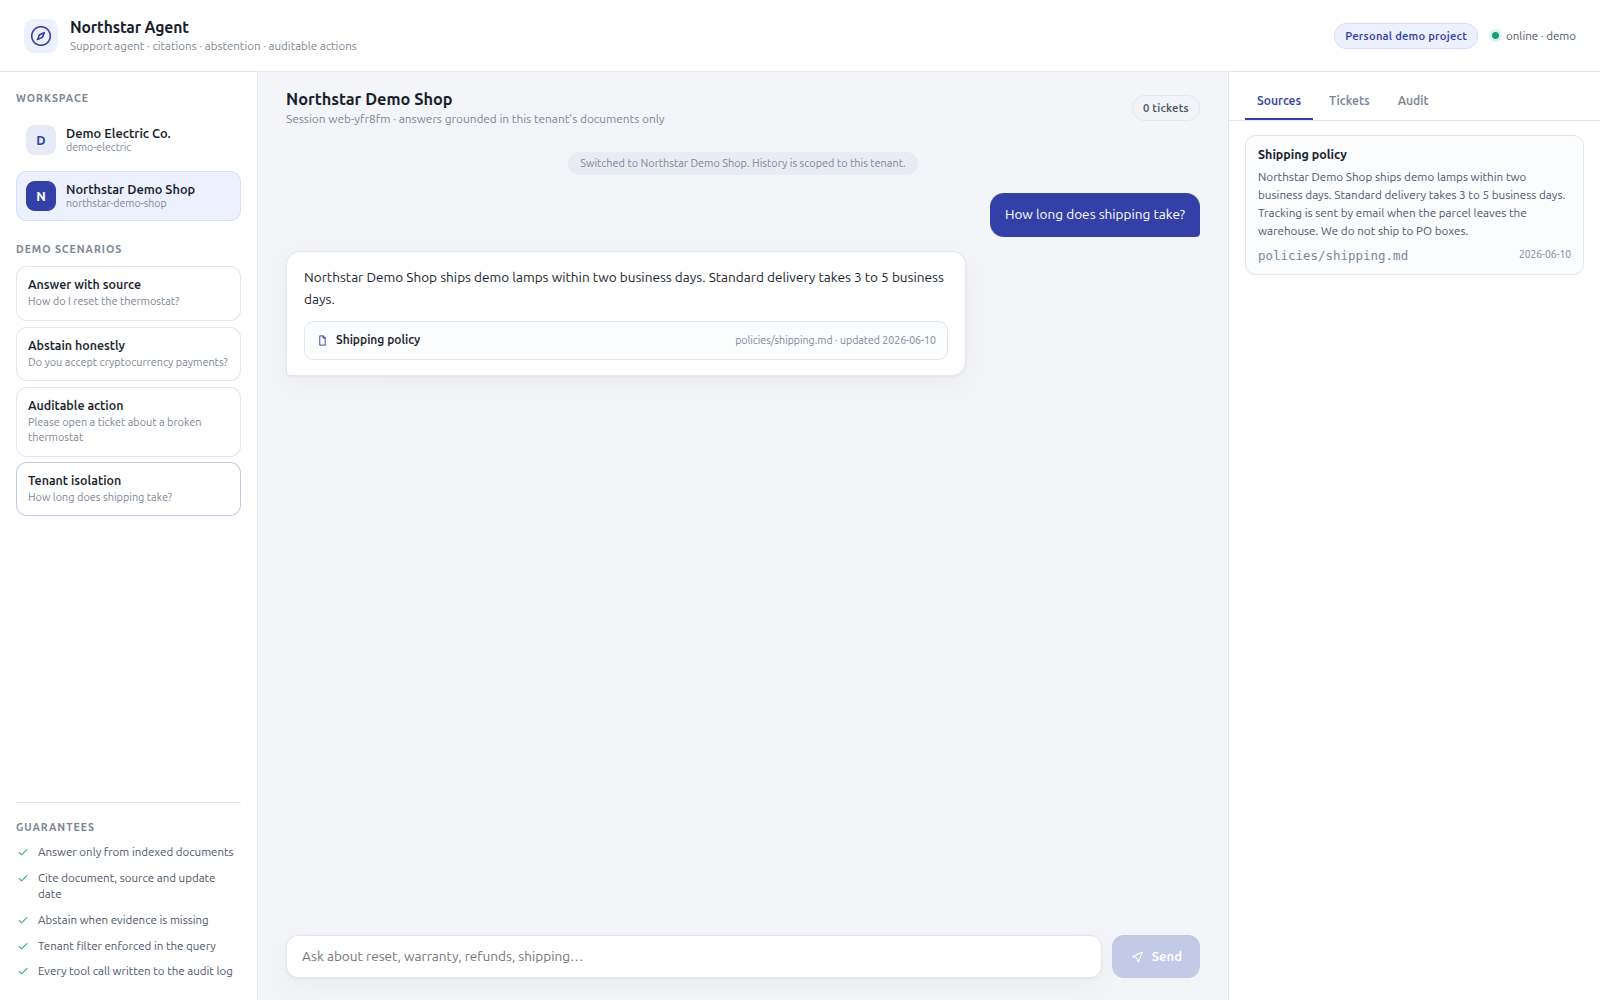 Northstar Agent
Support agent · citations · abstention · auditable actions
Personal demo project
online · demo
WORKSPACE
D
Demo Electric Co.
demo-electric
N
Northstar Demo Shop
northstar-demo-shop
DEMO SCENARIOS
Answer with source
How do I reset the thermostat?
Abstain honestly
Do you accept cryptocurrency payments?
Auditable action
Please open a ticket about a broken
thermostat
Tenant isolation
How long does shipping take?
GUARANTEES
Answer only from indexed documents
Cite document, source and update
date
Abstain when evidence is missing
Tenant filter enforced in the query
Every tool call written to the audit log
Northstar Demo Shop
Session web-yfr8fm · answers grounded in this tenant's documents only
0 tickets
Switched to Northstar Demo Shop. History is scoped to this tenant.
How long does shipping take?
Northstar Demo Shop ships demo lamps within two business days. Standard delivery takes 3 to 5 business
days.
Shipping policy
policies/shipping.md · updated 2026-06-10
Ask about reset, warranty, refunds, shipping…
Send
Sources
Tickets
Audit
Shipping policy
Northstar Demo Shop ships demo lamps within two
business days. Standard delivery takes 3 to 5 business days.
Tracking is sent by email when the parcel leaves the
warehouse. We do not ship to PO boxes.
policies/shipping.md
2026-06-10